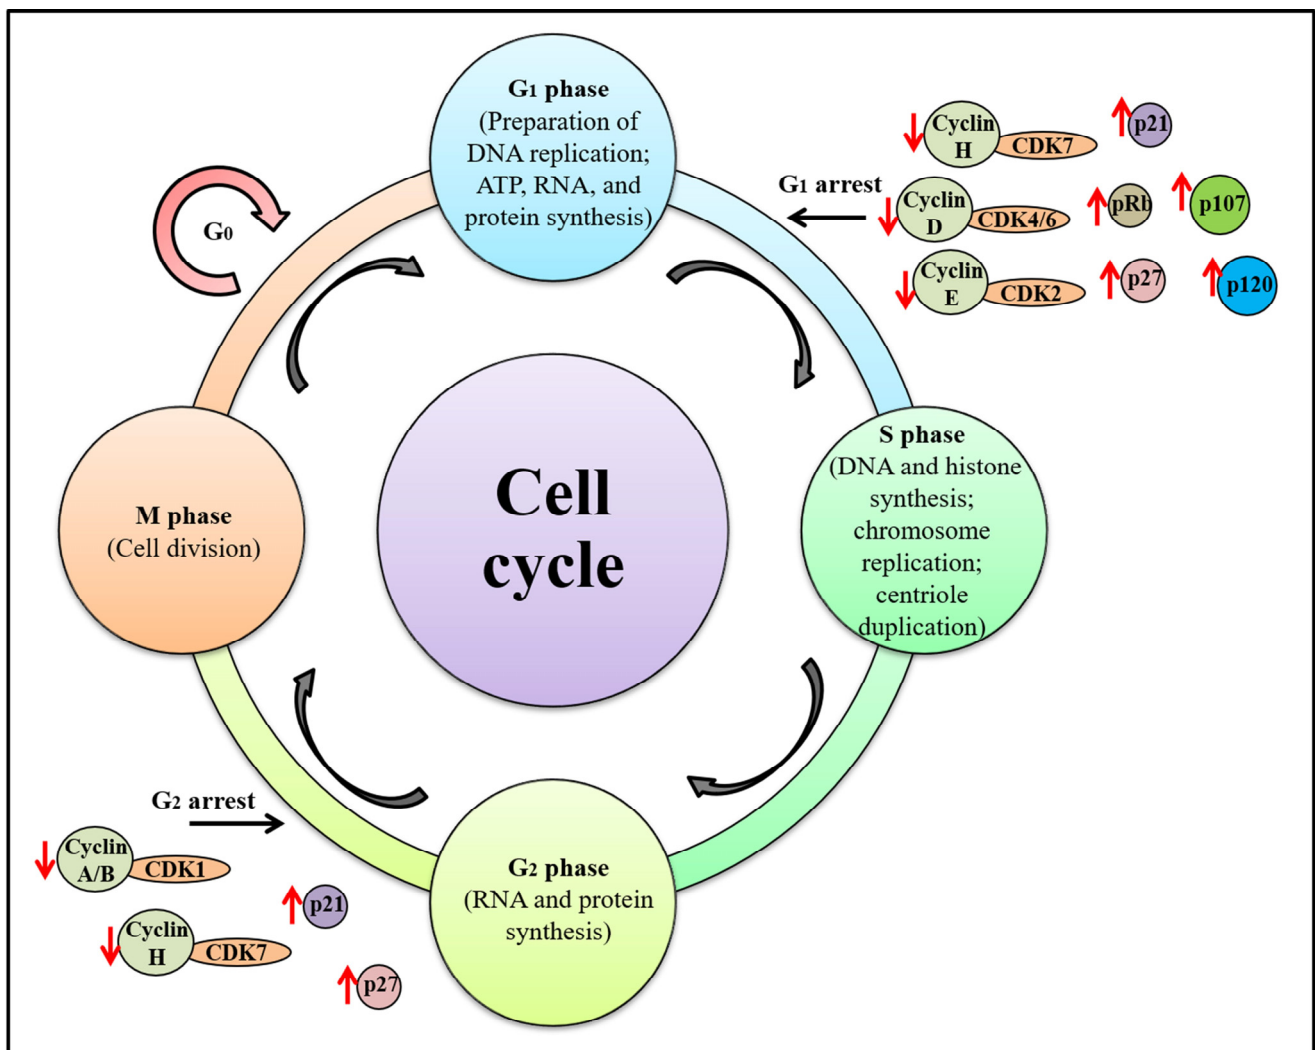 G1 phase
(Preparation of
DNA replication;
ATP, RNA, and
protein synthesis)
G0
G1 arrest
Cyclin
H
CDK7
p21
Cyclin
D
CDK4/6
pRb
p107
Cyclin
E
CDK2
p27
p120
Cell
cycle
M phase
(Cell division)
S phase
(DNA and histone
synthesis;
chromosome
replication;
centriole
duplication)
G2 arrest
Cyclin
A/B
CDK1
p21
Cyclin
H
CDK7
p27
G2 phase
(RNA and protein
synthesis)